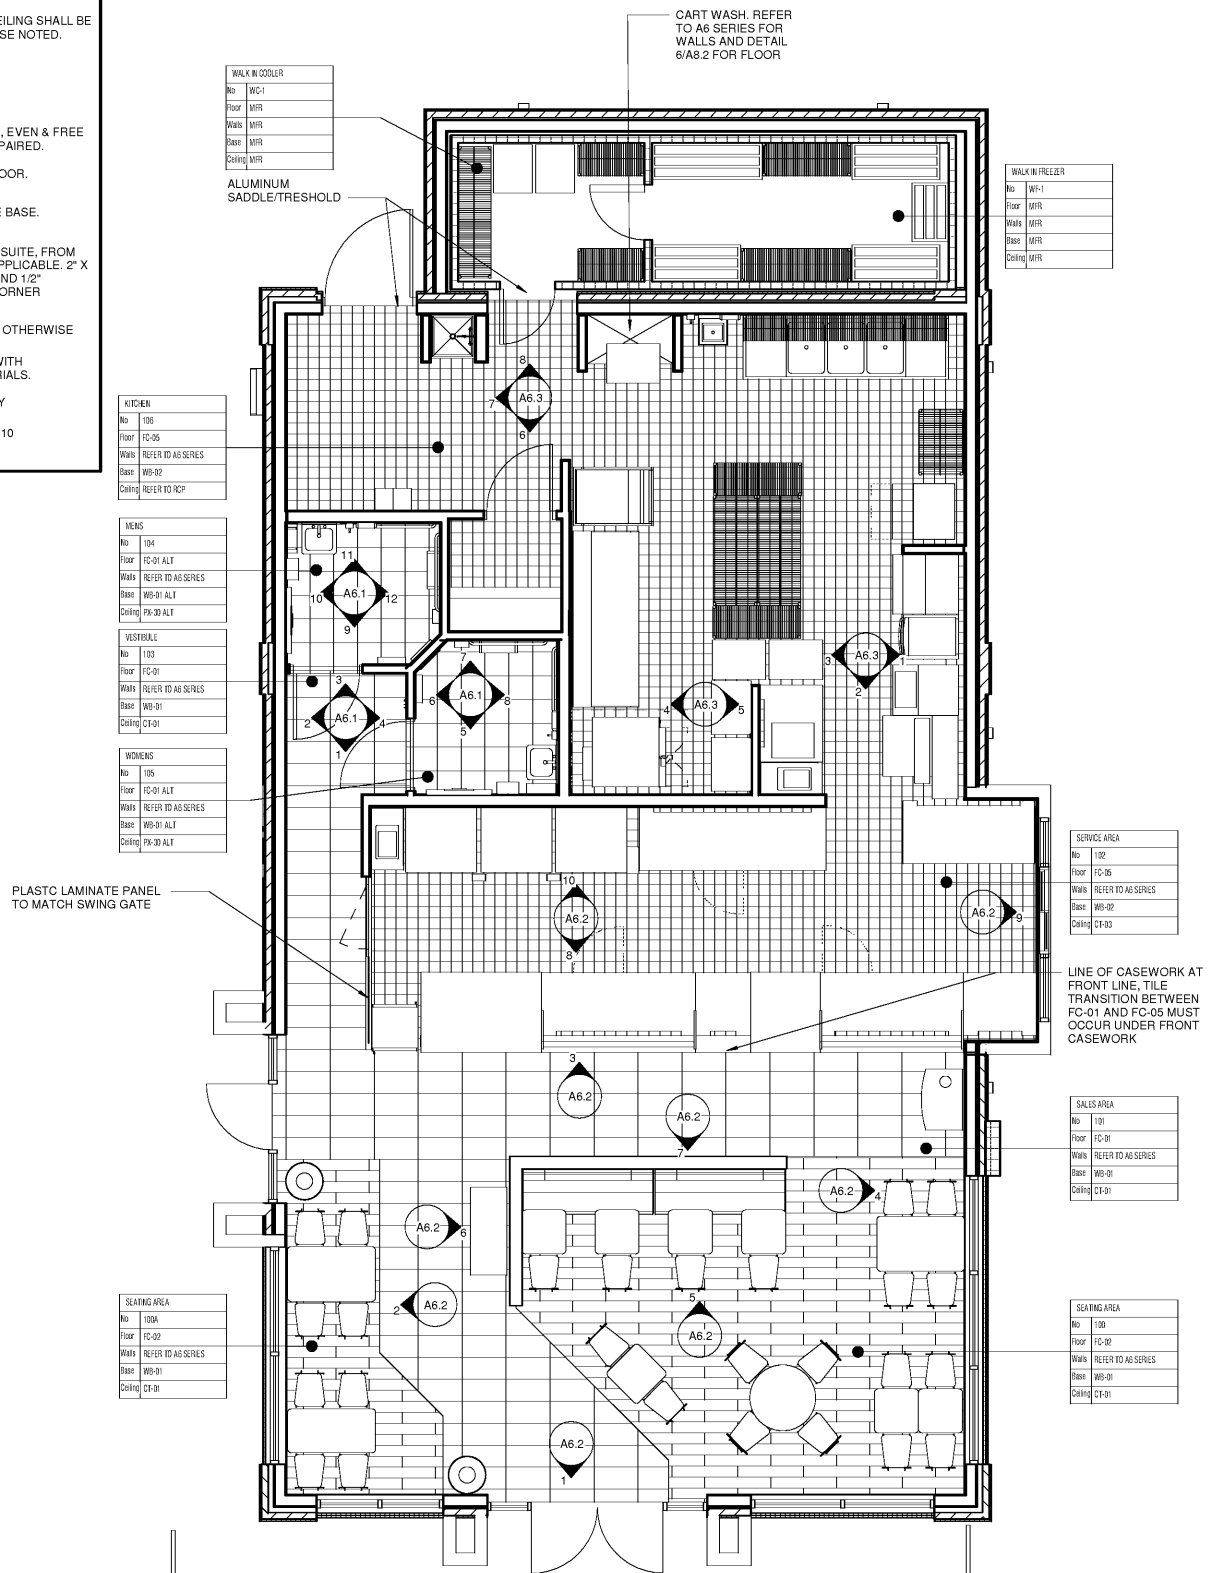 EILING SHALL BE
SE NOTED.
, EVEN & FREE
PAIRED.
OOR.
E BASE.
SUITE, FROM
PPLICABLE. 2" X
ND 1/2"
ORNER
OTHERWISE
WITH
RIALS.
Y
10
CART WASH. REFER
TO A6 SERIES FOR
WALLS AND DETAIL
6/A8.2 FOR FLOOR
WALK IN COOLER
No WC-1
Floor MFR
Walls MFR
Base MFR
Ceiling MFR
ALUMINUM
SADDLE/TRESHOLD
WALK IN FREEZER
No WF-1
Floor MFR
Walls MFR
Base MFR
Ceiling MFR
KITCHEN
No 106
Floor FC-05
Walls REFER TO A6 SERIES
Base WB-02
Ceiling REFER TO RCP
MENS
No 104
Floor FC-01 ALT
Walls REFER TO A6 SERIES
Base WB-01 ALT
Ceiling PX-30 ALT
VESTIBULE
No 103
Floor FC-01
Walls REFER TO A6 SERIES
Base WB-01
Ceiling CT-01
WOMENS
No 105
Floor FC-01 ALT
Walls REFER TO A6 SERIES
Base WB-01 ALT
Ceiling PX-30 ALT
8
7 A6.3
6
11
10 A6.1 12
9
3
2 A6.1 4
1
7
6 A6.1 8
5
3 A6.3 1
2
4 A6.3 5
PLASTC LAMINATE PANEL
TO MATCH SWING GATE
10
A6.2
8
A6.2 9
SERVICE AREA
No 102
Floor FC-05
Walls REFER TO A6 SERIES
Base WB-02
Ceiling CT-03
LINE OF CASEWORK AT
FRONT LINE, TILE
TRANSITION BETWEEN
FC-01 AND FC-05 MUST
OCCUR UNDER FRONT
CASEWORK
3
A6.2
A6.2
7
SALES AREA
No 101
Floor FC-01
Walls REFER TO A6 SERIES
Base WB-01
Ceiling CT-01
A6.2 4
A6.2 6
2 A6.2
5
A6.2
SEATING AREA
No 100A
Floor FC-02
Walls REFER TO A6 SERIES
Base WB-01
Ceiling CT-01
SEATING AREA
No 100
Floor FC-02
Walls REFER TO A6 SERIES
Base WB-01
Ceiling CT-01
A6.2
1